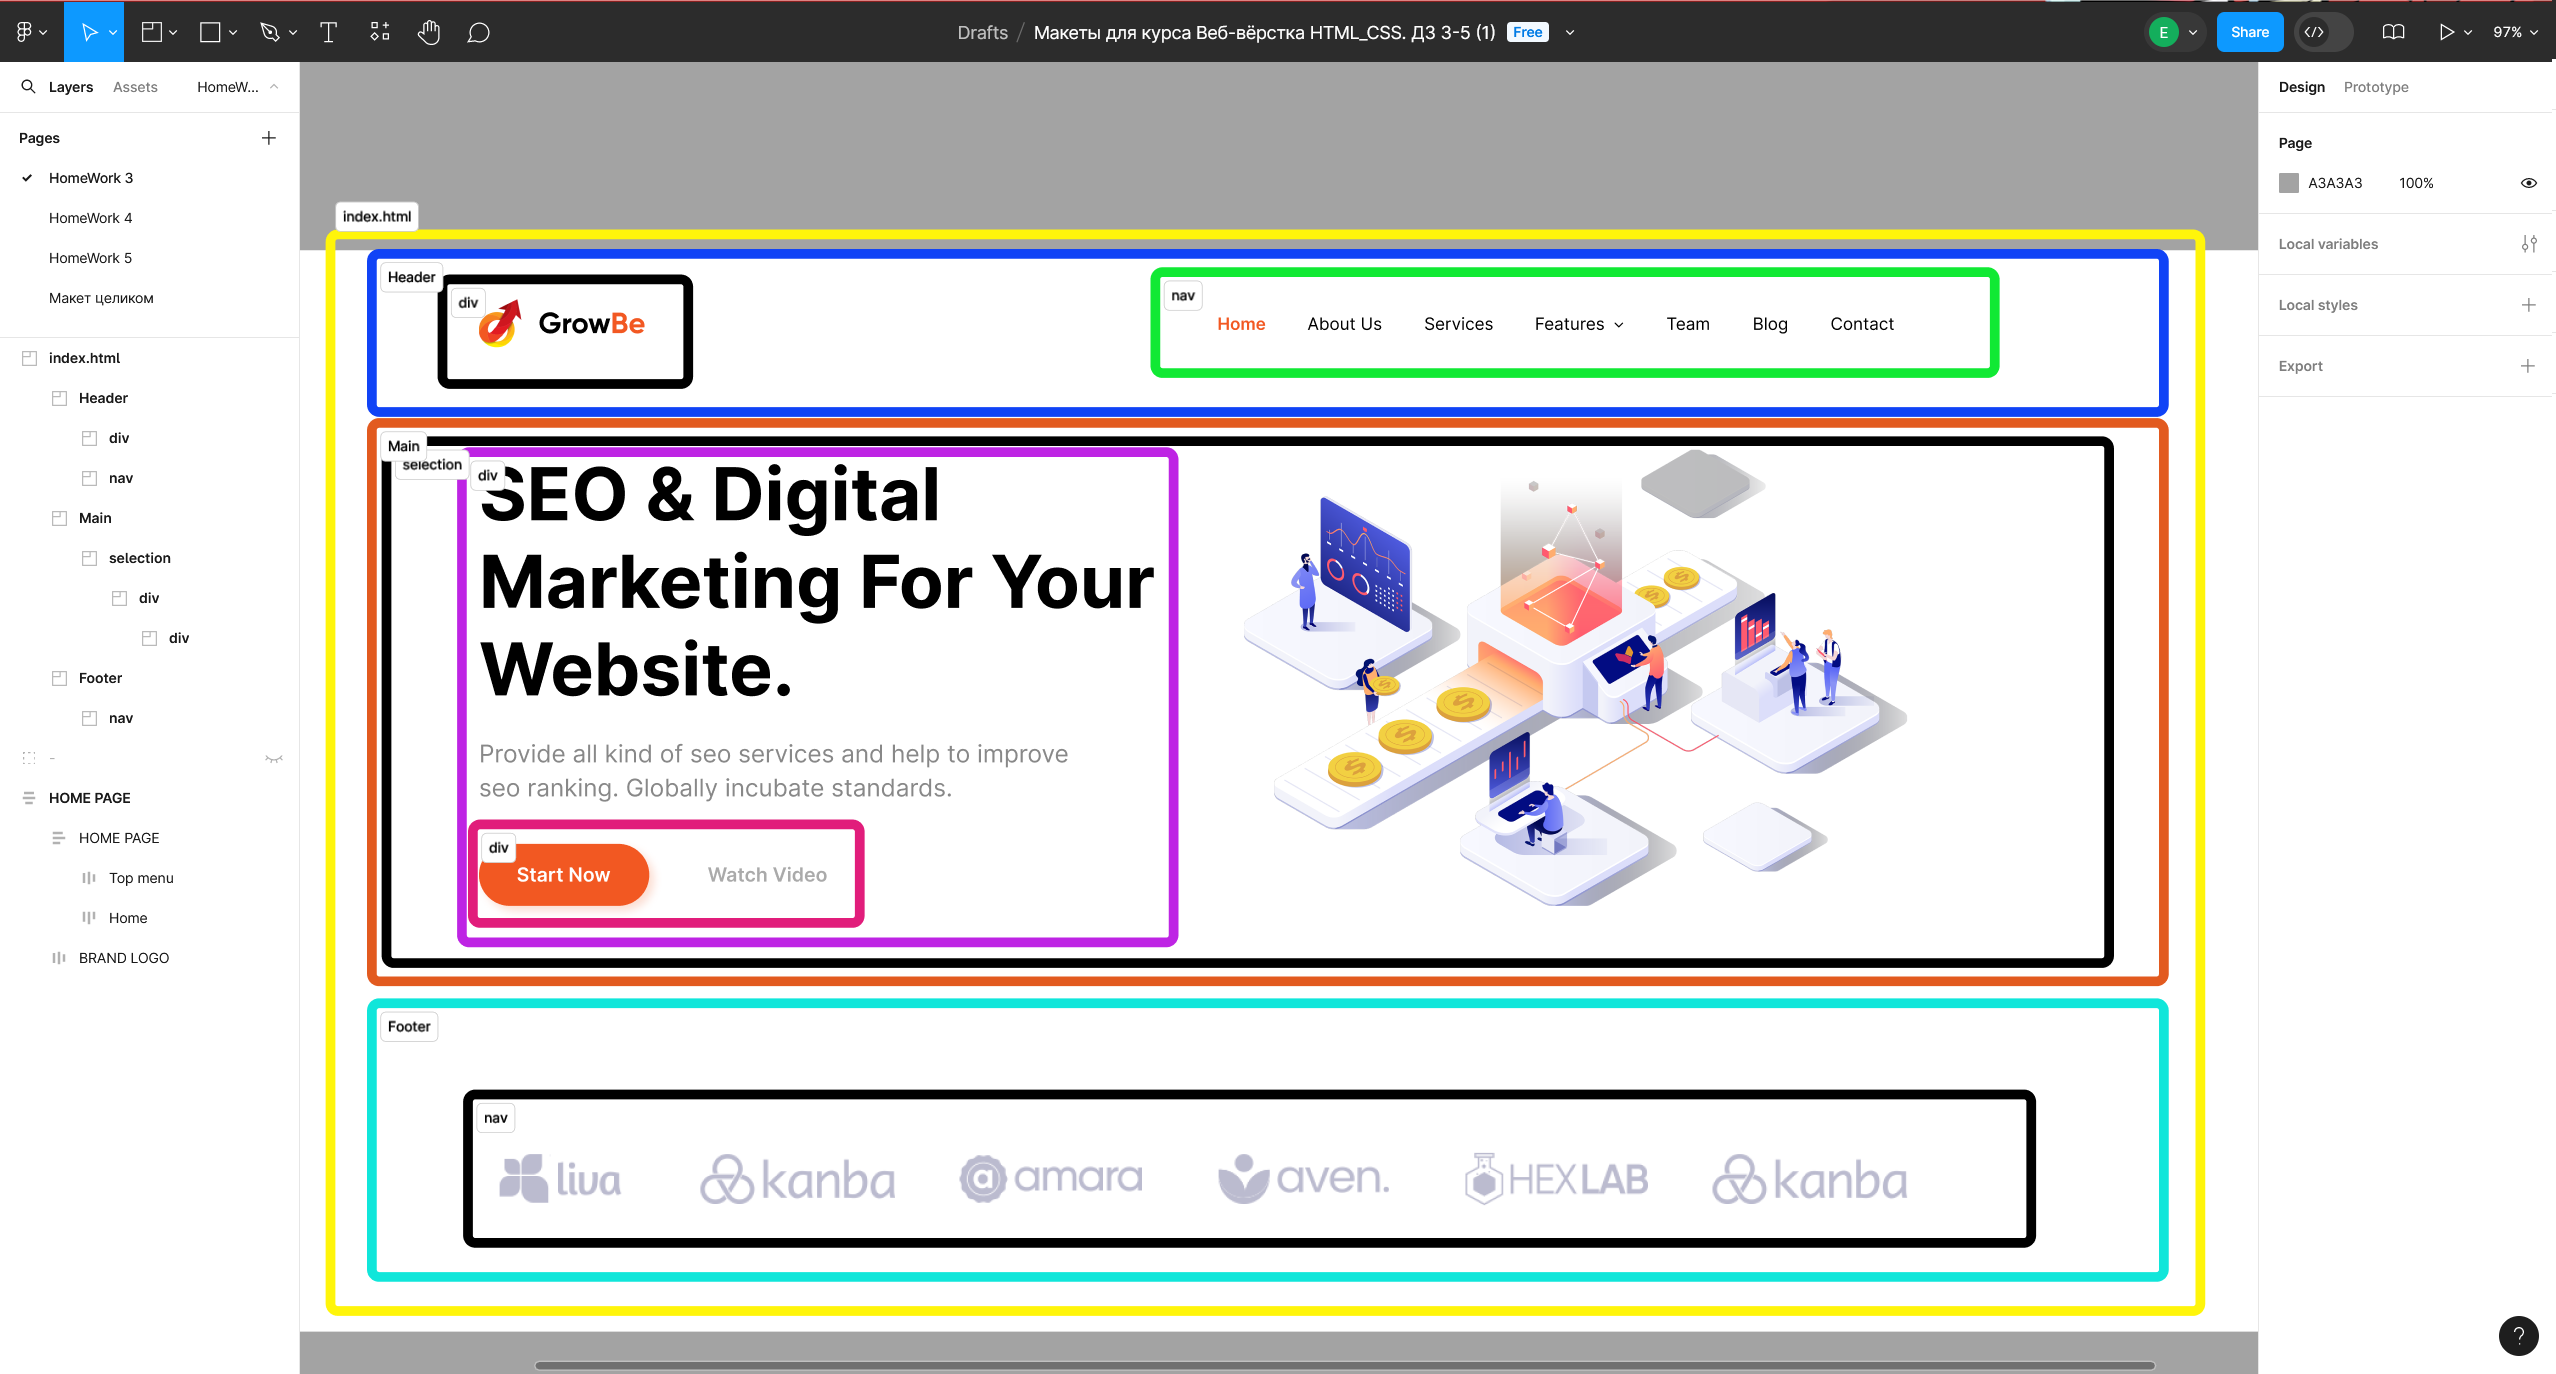 Drafts / Макеты для курса Веб-вёрстка HTML_CSS. ДЗ 3-5 (1) Free
E
Share
97%
Layers Assets HomeW...
Pages
HomeWork 3
HomeWork 4
HomeWork 5
Макет целиком
index.html
Header
div
nav
Main
selection
div
div
Footer
nav
-
HOME PAGE
HOME PAGE
Top menu
Home
BRAND LOGO
index.html
Header
div
GrowBe
nav
Home About Us Services Features Team Blog Contact
Main
selection
div
SEO & Digital
Marketing For Your
Website.
Provide all kind of seo services and help to improve
seo ranking. Globally incubate standards.
div
Start Now Watch Video
Footer
nav
liva kanba amara aven. HEXLAB kanba
Design Prototype
Page
A3A3A3 100%
Local variables
Local styles
Export
?